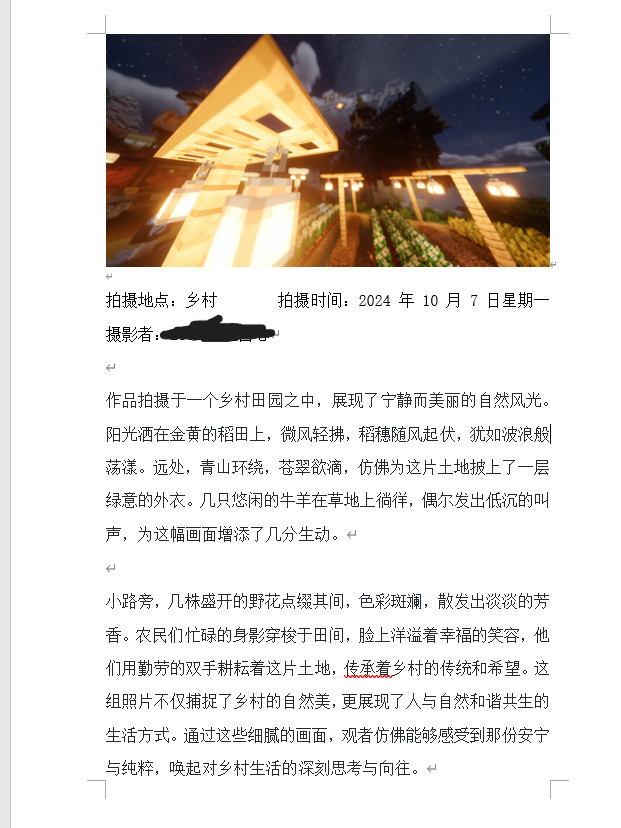 拍摄地点：乡村 拍摄时间：2024 年 10 月 7 日星期一
摄影者：
作品拍摄于一个乡村田园之中，展现了宁静而美丽的自然风光。
阳光洒在金黄的稻田上，微风轻拂，稻穗随风起伏，犹如波浪般
荡漾。远处，青山环绕，苍翠欲滴，仿佛为这片土地披上了一层
绿意的外衣。几只悠闲的牛羊在草地上徜徉，偶尔发出低沉的叫
声，为这幅画面增添了几分生动。
小路旁，几株盛开的野花点缀其间，色彩斑斓，散发出淡淡的芳
香。农民们忙碌的身影穿梭于田间，脸上洋溢着幸福的笑容，他
们用勤劳的双手耕耘着这片土地，传承着乡村的传统和希望。这
组照片不仅捕捉了乡村的自然美，更展现了人与自然和谐共生的
生活方式。通过这些细腻的画面，观者仿佛能够感受到那份安宁
与纯粹，唤起对乡村生活的深刻思考与向往。